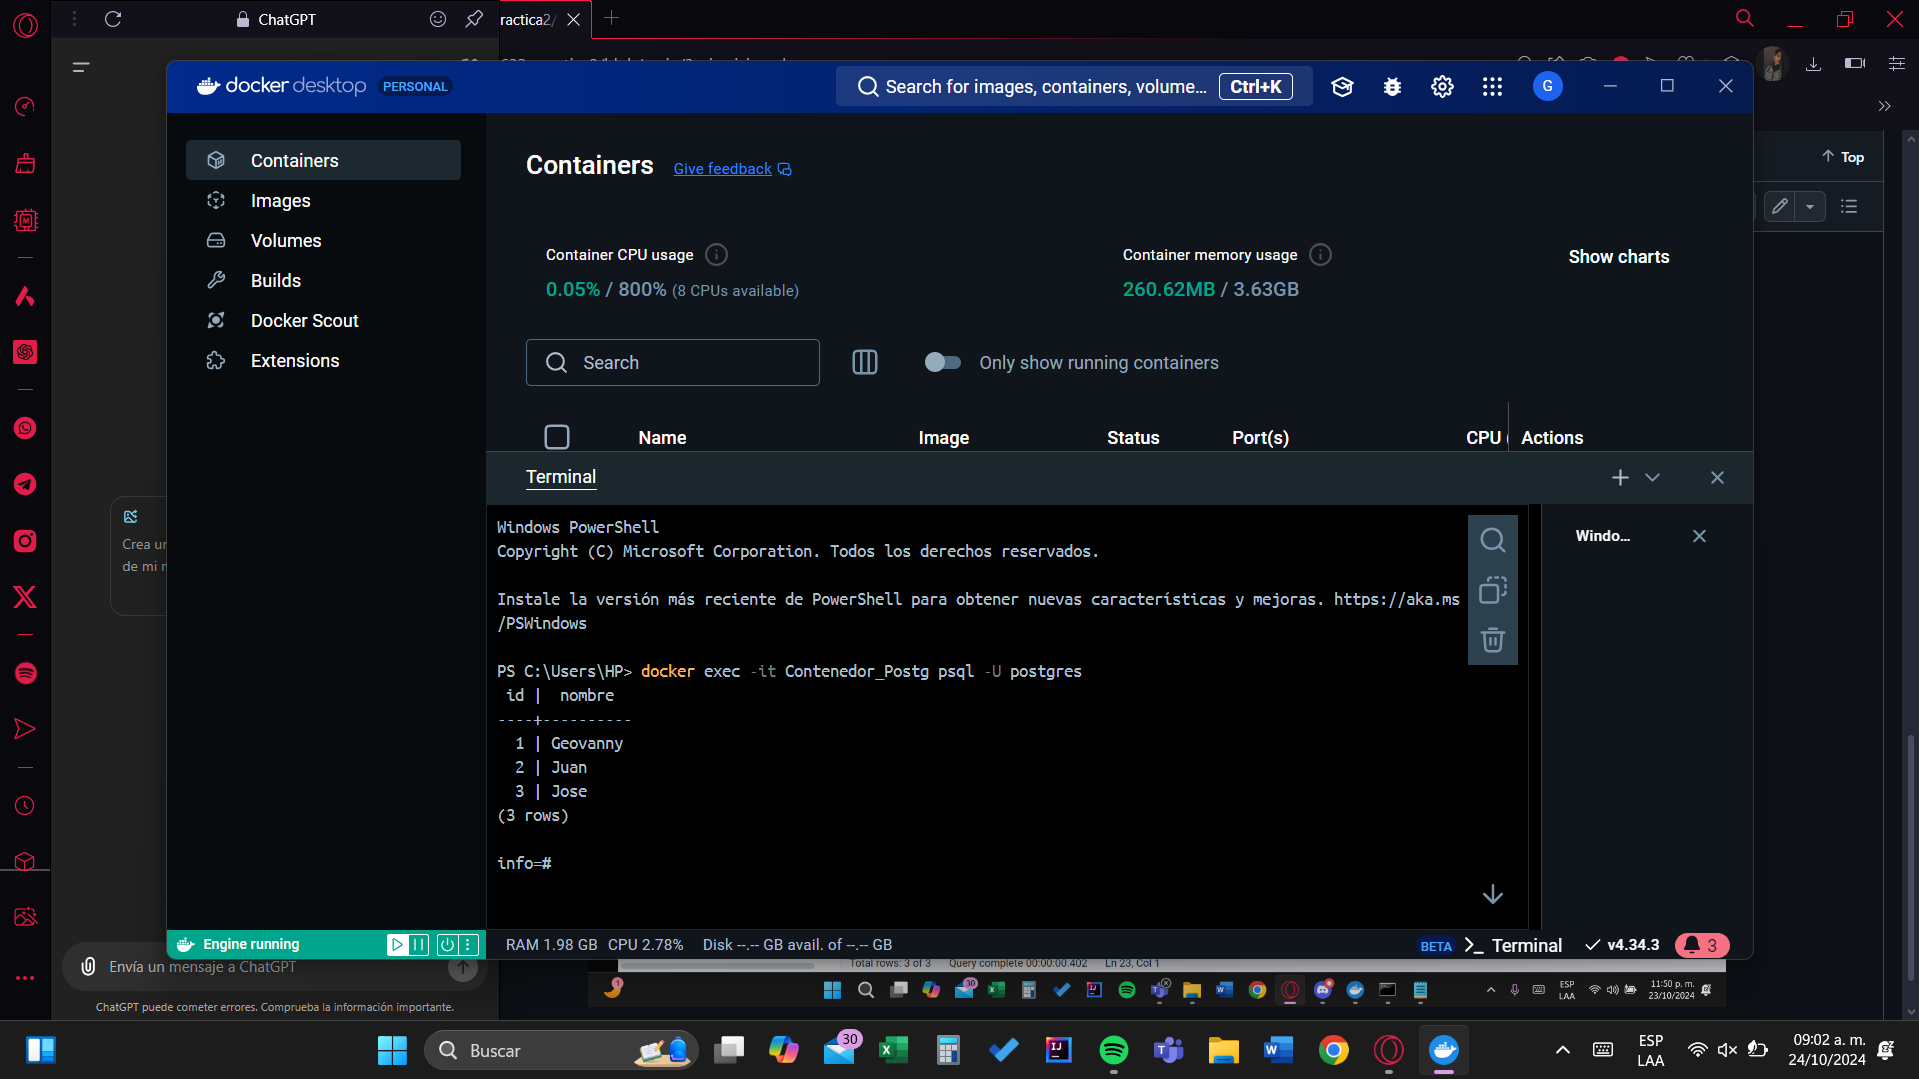 ChatGPT
ractica2/
docker desktop PERSONAL
Search for images, containers, volume... Ctrl+K
G
Top
Containers
Images
Volumes
Builds
Docker Scout
Extensions
Containers Give feedback
Container CPU usage
0.05% / 800% (8 CPUs available)
Container memory usage
260.62MB / 3.63GB
Show charts
Search
Only show running containers
Name Image Status Port(s) CPU Actions
Terminal
Windo...
Windows PowerShell
Copyright (C) Microsoft Corporation. Todos los derechos reservados.
Instale la versión más reciente de PowerShell para obtener nuevas características y mejoras. https://aka.ms
/PSWindows
PS C:\Users\HP> docker exec -it Contenedor_Postg psql -U postgres
id | nombre
----+----------
1 | Geovanny
2 | Juan
3 | Jose
(3 rows)
info=#
Crea un
de mi n
Engine running
RAM 1.98 GB CPU 2.78% Disk --.-- GB avail. of --.-- GB
BETA >_ Terminal v4.34.3 3
Envía un mensaje a ChatGPT
ChatGPT puede cometer errores. Comprueba la información importante.
Total rows: 3 of 3 Query complete 00:00:00.402 Ln 23, Col 1
1
30
ESP
LAA
11:50 p. m.
23/10/2024
Buscar
30
ESP
LAA
09:02 a. m.
24/10/2024